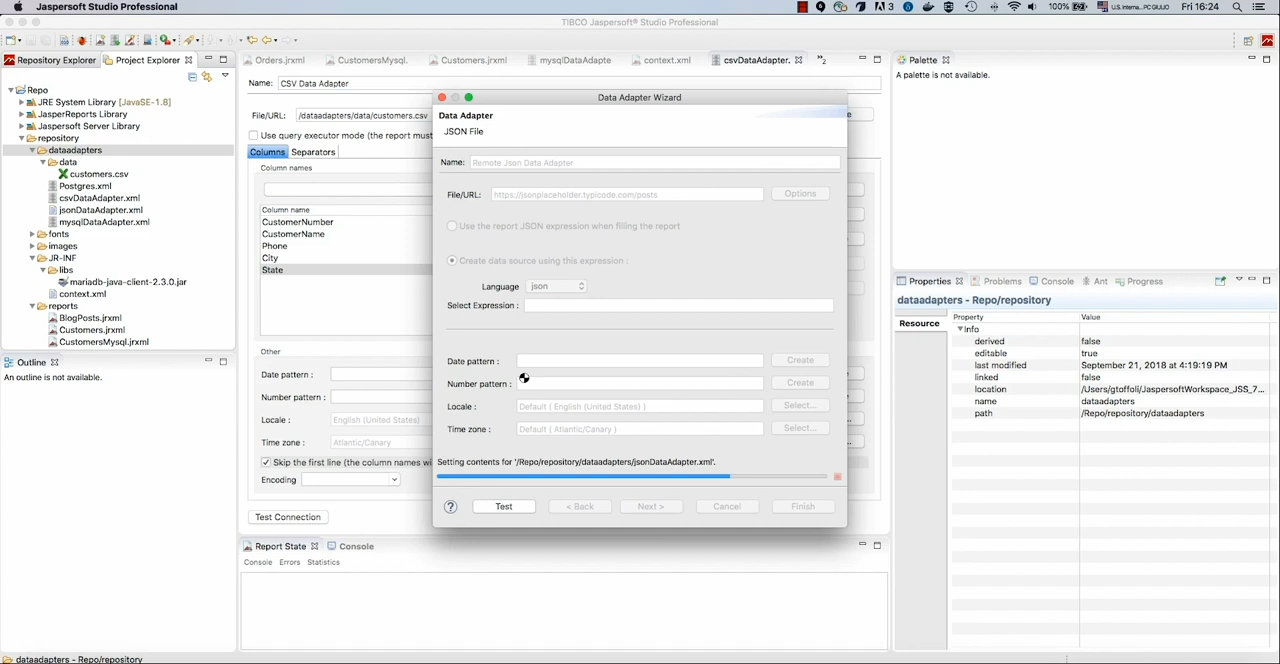 Jaspersoft Studio Professional
3
100%
U.S. Interna... PC GIULIO
Fri 16:24
TIBCO Jaspersoft® Studio Professional
Repository Explorer
Project Explorer
Orders.jrxml
CustomersMysql.
Customers.jrxml
mysqlDataAdapte
context.xml
csvDataAdapter.
Palette
A palette is not available.
Repo
JRE System Library [JavaSE-1.8]
JasperReports Library
Jaspersoft Server Library
repository
dataadapters
data
customers.csv
Postgres.xml
csvDataAdapter.xml
jsonDataAdapter.xml
mysqlDataAdapter.xml
fonts
images
JR-INF
libs
mariadb-java-client-2.3.0.jar
context.xml
reports
BlogPosts.jrxml
Customers.jrxml
CustomersMysql.jrxml
Outline
An outline is not available.
Name:
CSV Data Adapter
File/URL:
/dataadapters/data/customers.csv
Use query executor mode (the report must
Columns
Separators
Column names
Column name
CustomerNumber
CustomerName
Phone
City
State
Other
Date pattern :
Number pattern :
Locale :
English (United States)
Time zone :
Atlantic/Canary
Skip the first line (the column names wi
Encoding
Test Connection
Data Adapter Wizard
Data Adapter
JSON File
Name:
Remote Json Data Adapter
File/URL:
https://jsonplaceholder.typicode.com/posts
Options
Use the report JSON expression when filling the report
Create data source using this expression :
Language
json
Select Expression :
Date pattern :
Create
Number pattern :
Create
Locale :
Default ( English (United States) )
Select...
Time zone :
Default ( Atlantic/Canary )
Select...
Setting contents for '/Repo/repository/dataadapters/jsonDataAdapter.xml'.
?
Test
< Back
Next >
Cancel
Finish
Report State
Console
Console
Errors
Statistics
Properties
Problems
Console
Ant
Progress
dataadapters - Repo/repository
Resource
Property
Value
Info
derived
false
editable
true
last modified
September 21, 2018 at 4:19:19 PM
linked
false
location
/Users/gtoffoli/JaspersoftWorkspace_JSS_7...
name
dataadapters
path
/Repo/repository/dataadapters
dataadapters - Repo/repository